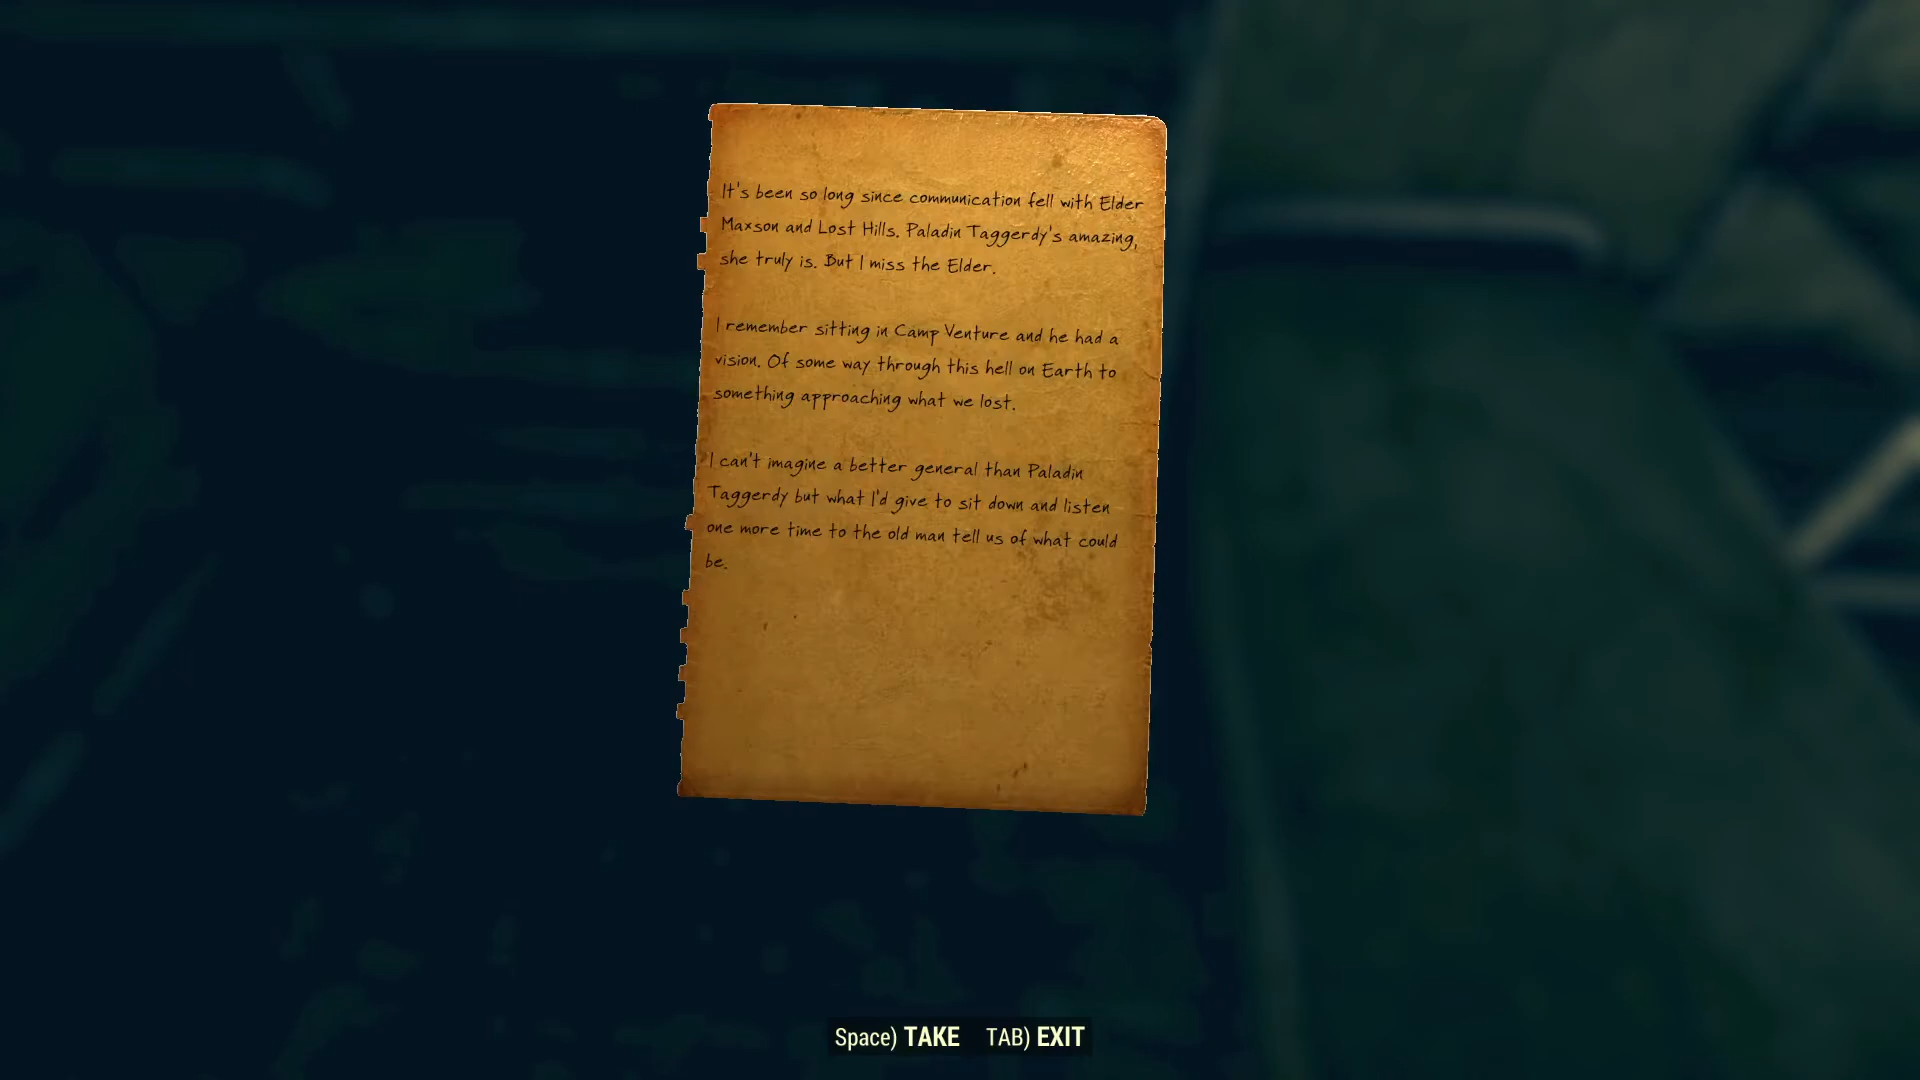 It's been so long since communication fell with Elder
Maxson and Lost Hills. Paladin Taggerdy's amazing,
she truly is. But I miss the Elder.
I remember sitting in Camp Venture and he had a
vision. Of some way through this hell on Earth to
something approaching what we lost.
I can't imagine a better general than Paladin
Taggerdy but what I'd give to sit down and listen
one more time to the old man tell us of what could
be.
Space) TAKE TAB) EXIT